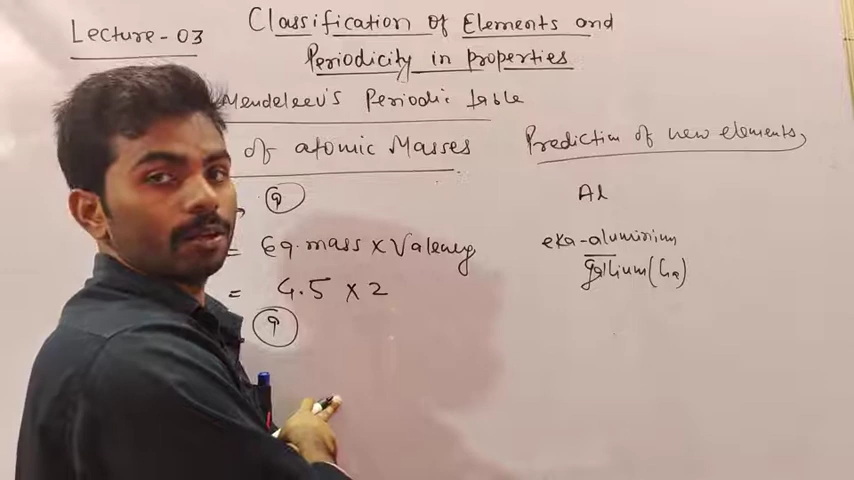 Lecture - 03
Classification of Elements and
Periodicity in properties
Mendeleev's Periodic table
of atomic Masses
9
= Eq. mass x Valency
= 4.5 x 2
9
Prediction of new elements
Al
eka-aluminium
gallium (Ga)